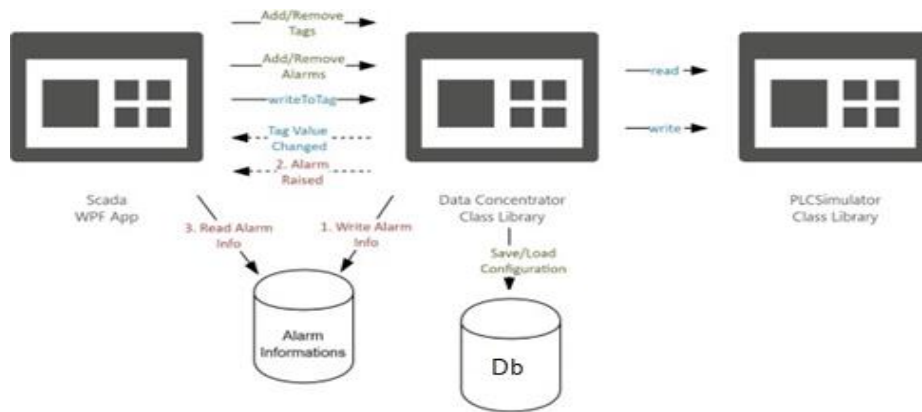 Add/Remove
Tags
Add/Remove
Alarms
writeToTag
Tag Value
Changed
2. Alarm
Raised
read
write
Scada
WPF App
Data Concentrator
Class Library
PLCSimulator
Class Library
3. Read Alarm
Info
1. Write Alarm
Info
Save/Load
Configuration
Alarm
Informations
Db